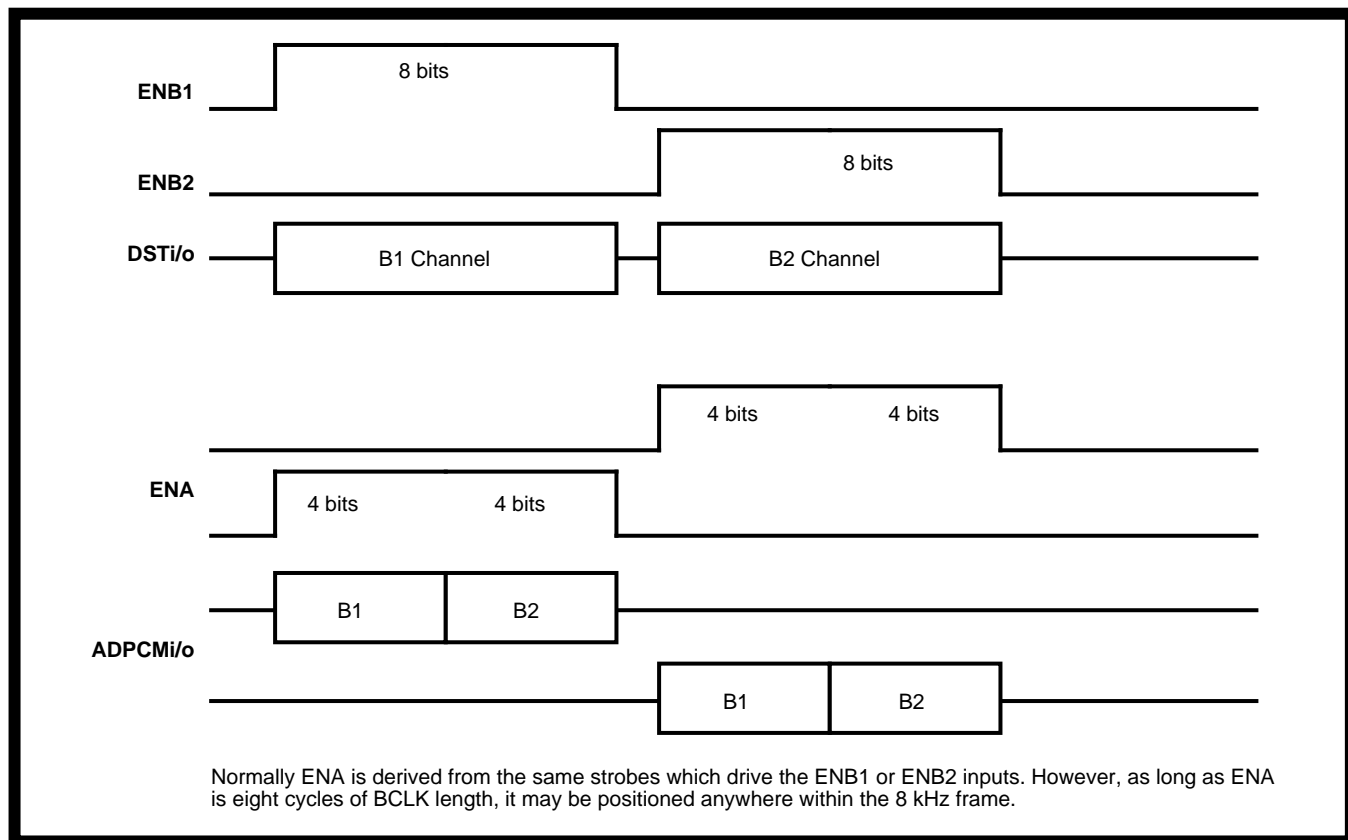 8 bits
ENB1
8 bits
ENB2
DSTi/o
B1 Channel
B2 Channel
4 bits
4 bits
ENA
4 bits
4 bits
B1
B2
ADPCMi/o
B1
B2
Normally ENA is derived from the same strobes which drive the ENB1 or ENB2 inputs. However, as long as ENA
is eight cycles of BCLK length, it may be positioned anywhere within the 8 kHz frame.